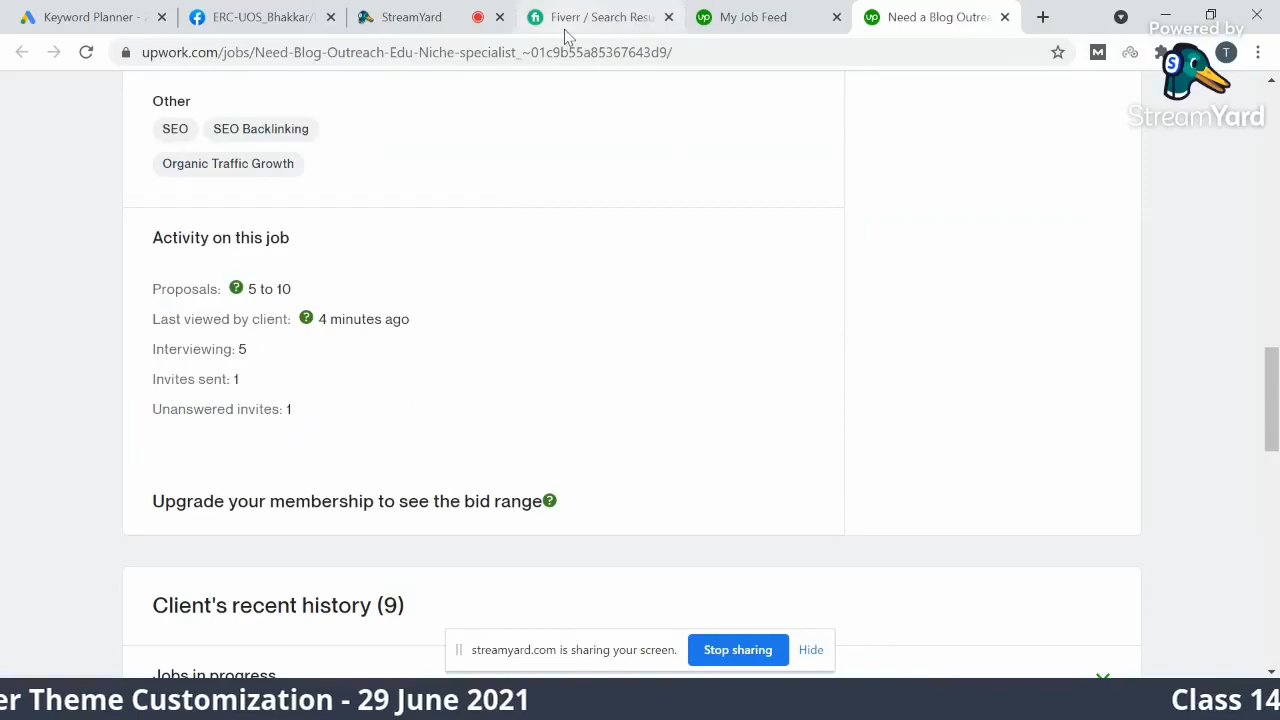 Keyword Planner -
ERC-UOS_Bhakkar/
StreamYard
Fiverr / Search Resu
My Job Feed
Need a Blog Outrea
upwork.com/jobs/Need-Blog-Outreach-Edu-Niche-specialist_~01c9b55a85367643d9/
T
Powered by
StreamYard
Other
SEO
SEO Backlinking
Organic Traffic Growth
Activity on this job
Proposals: ? 5 to 10
Last viewed by client: ? 4 minutes ago
Interviewing: 5
Invites sent: 1
Unanswered invites: 1
Upgrade your membership to see the bid range ?
Client's recent history (9)
Jobs in progress
streamyard.com is sharing your screen.
Stop sharing
Hide
er Theme Customization - 29 June 2021
Class 14